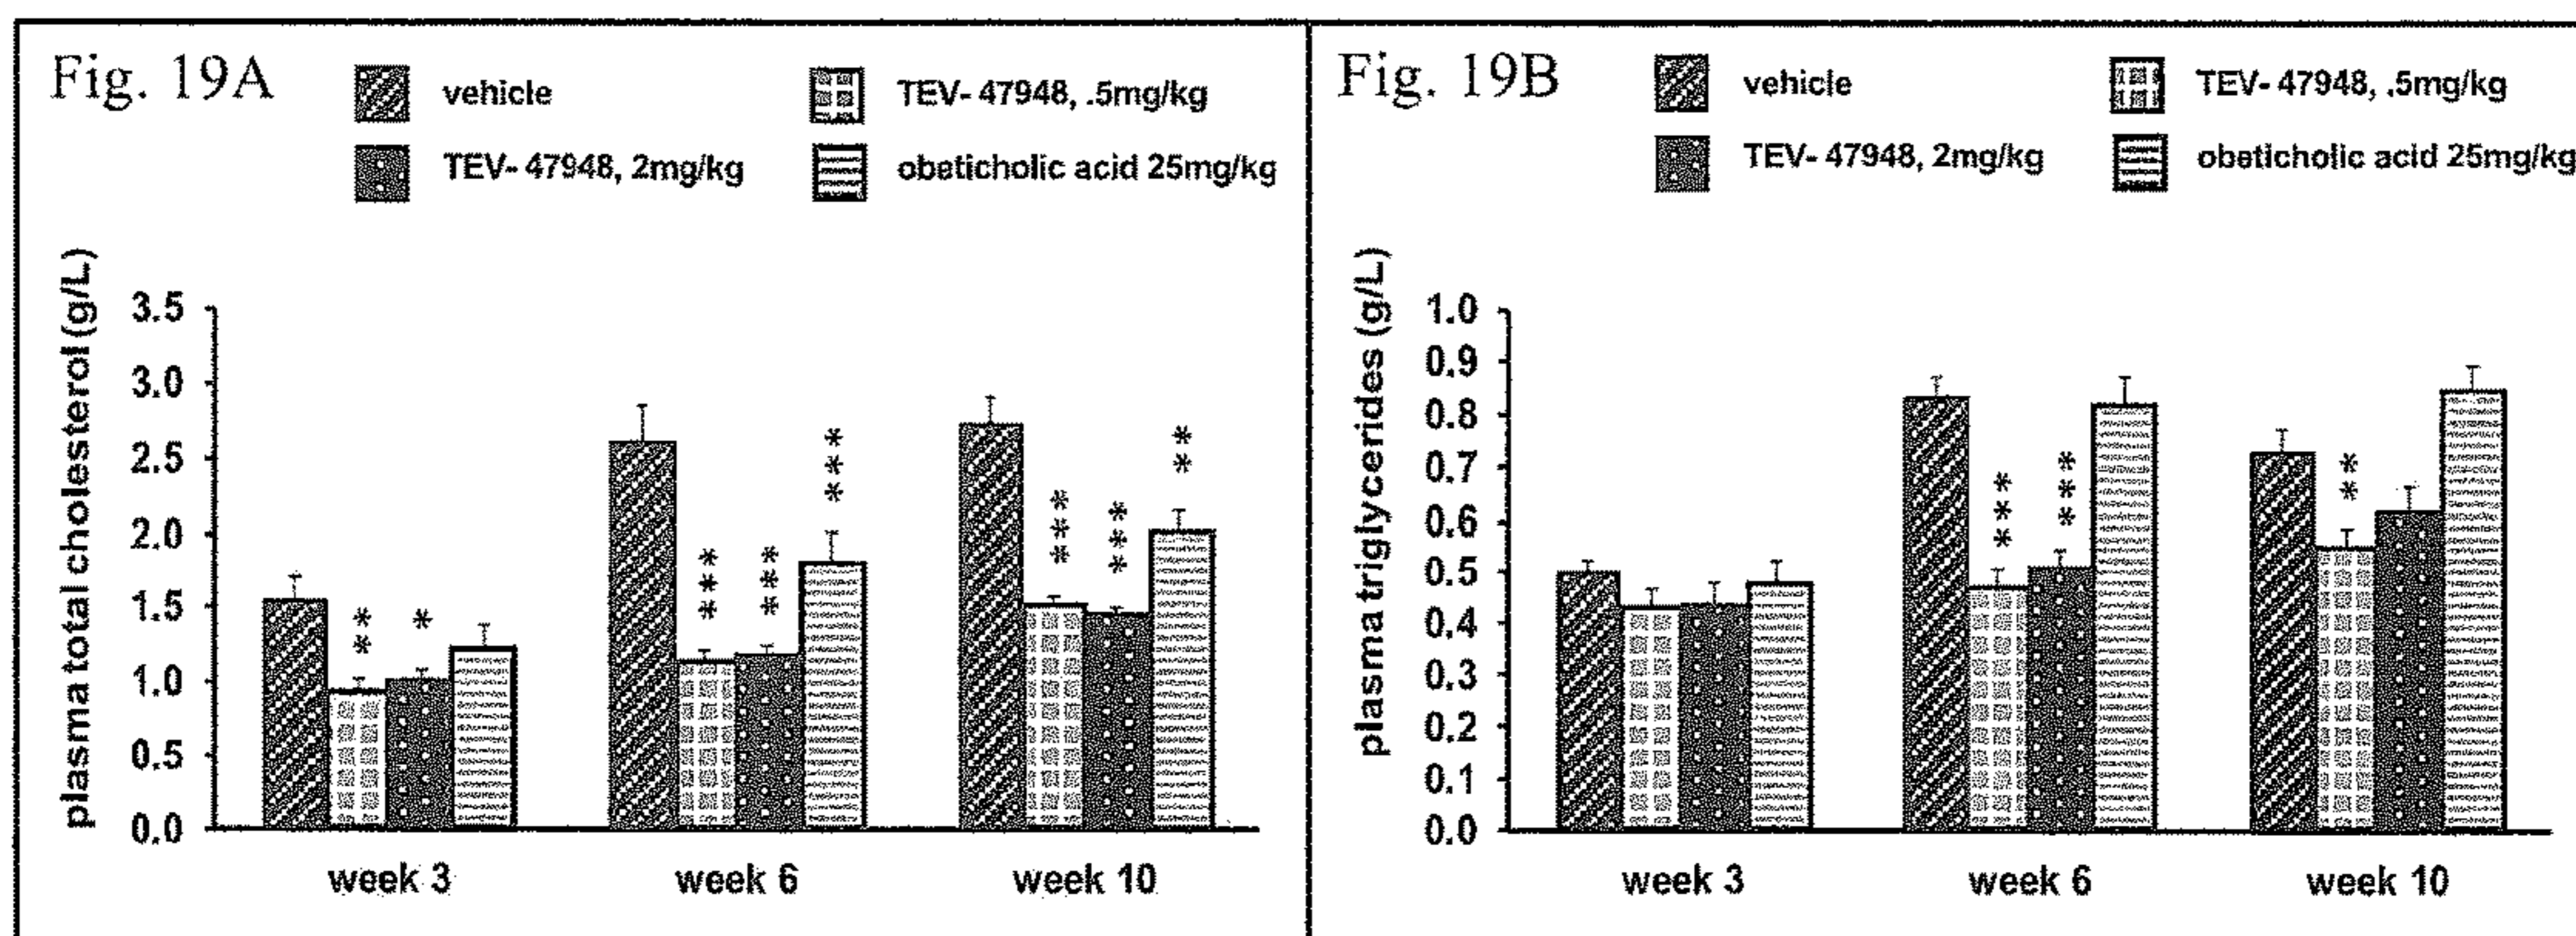 Fig. 19A
vehicle
TEV- 47948, .5mg/kg
TEV- 47948, 2mg/kg
obeticholic acid 25mg/kg
plasma total cholesterol (g/L)
3.5
3.0
2.5
2.0
1.5
1.0
0.5
0.0
**
*
***
***
***
***
***
**
week 3
week 6
week 10
Fig. 19B
vehicle
TEV- 47948, .5mg/kg
TEV- 47948, 2mg/kg
obeticholic acid 25mg/kg
plasma triglycerides (g/L)
1.0
0.9
0.8
0.7
0.6
0.5
0.4
0.3
0.2
0.1
0.0
***
***
**
week 3
week 6
week 10